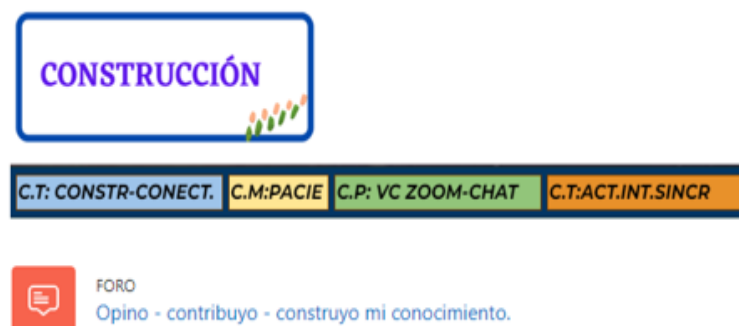 CONSTRUCCIÓN
C.T: CONSTR-CONECT. C.M:PACIE C.P: VC ZOOM-CHAT C.T:ACT.INT.SINCR
FORO
Opino - contribuyo - construyo mi conocimiento.